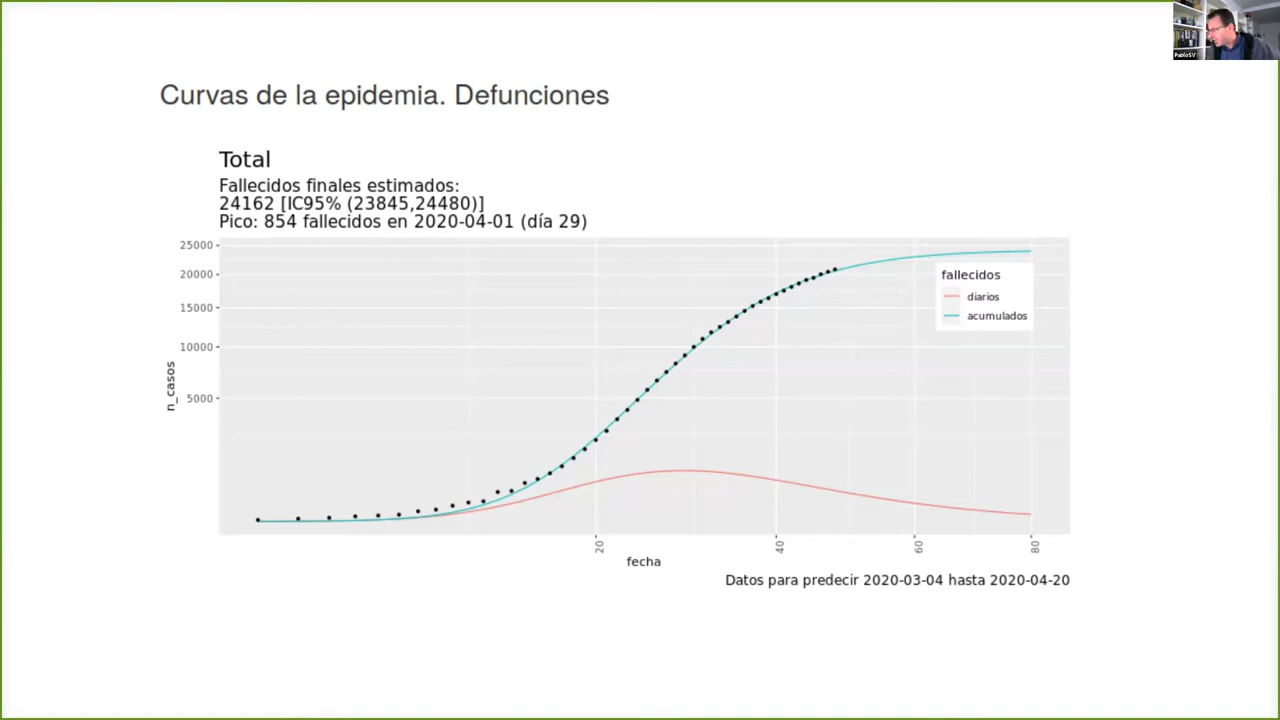 PabloSV
Curvas de la epidemia. Defunciones
Total
Fallecidos finales estimados:
24162 [IC95% (23845,24480)]
Pico: 854 fallecidos en 2020-04-01 (día 29)
25000
20000
15000
10000
5000
n_casos
fallecidos
diarios
acumulados
20
40
60
80
fecha
Datos para predecir 2020-03-04 hasta 2020-04-20